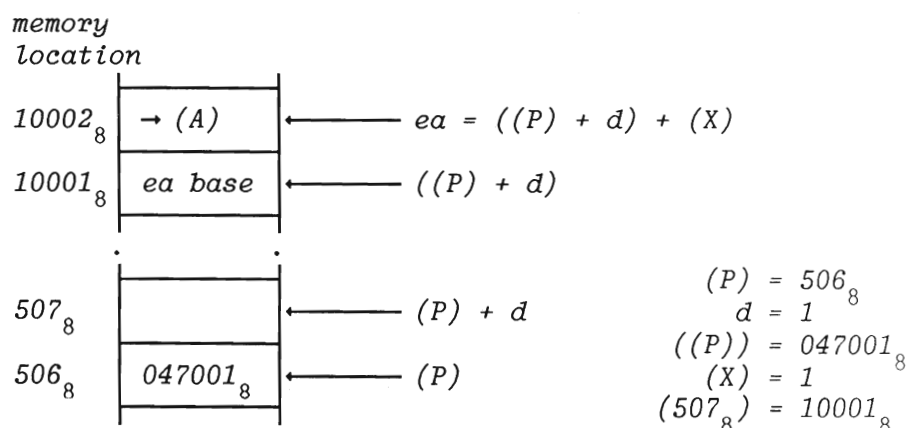 memory
location
10002₈ → (A) ea = ((P) + d) + (X)
10001₈ ea base ((P) + d)
. .
507₈ (P) + d
506₈ 047001₈ (P)
(P) = 506₈
d = 1
((P)) = 047001₈
(X) = 1
(507₈) = 10001₈